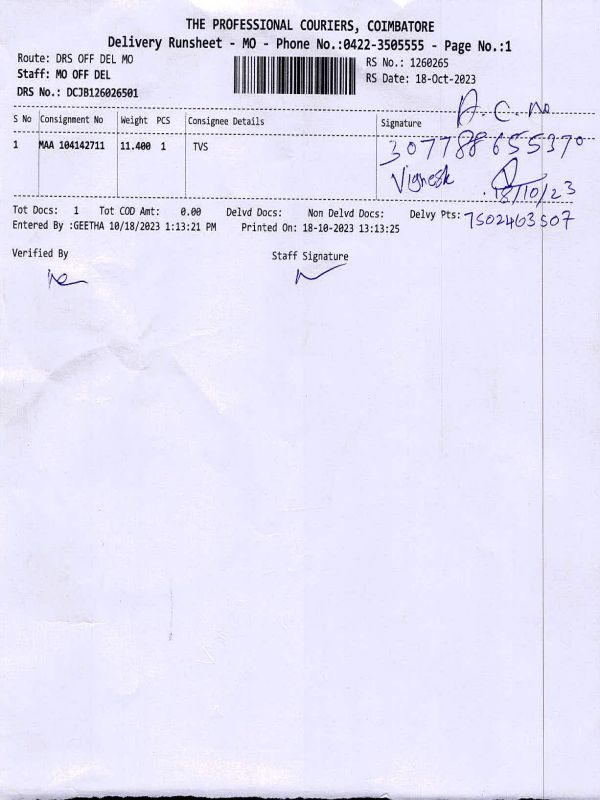 THE PROFESSIONAL COURIERS, COIMBATORE
Delivery Runsheet - MO - Phone No.:0422-3505555 - Page No.:1
Route: DRS OFF DEL MO
RS No.: 1260265
Staff: MO OFF DEL
RS Date: 18-Oct-2023
DRS No.: DCJB126026501
A.C. No
S No Consignment No Weight PCS Consignee Details Signature
1 MAA 104142711 11.400 1 TVS
307788655370
Vignesh 18/10/23
Tot Docs: 1 Tot COD Amt: 0.00 Delvd Docs: Non Delvd Docs: Delvy Pts: 7502463507
Entered By :GEETHA 10/18/2023 1:13:21 PM Printed On: 18-10-2023 13:13:25
Verified By Staff Signature